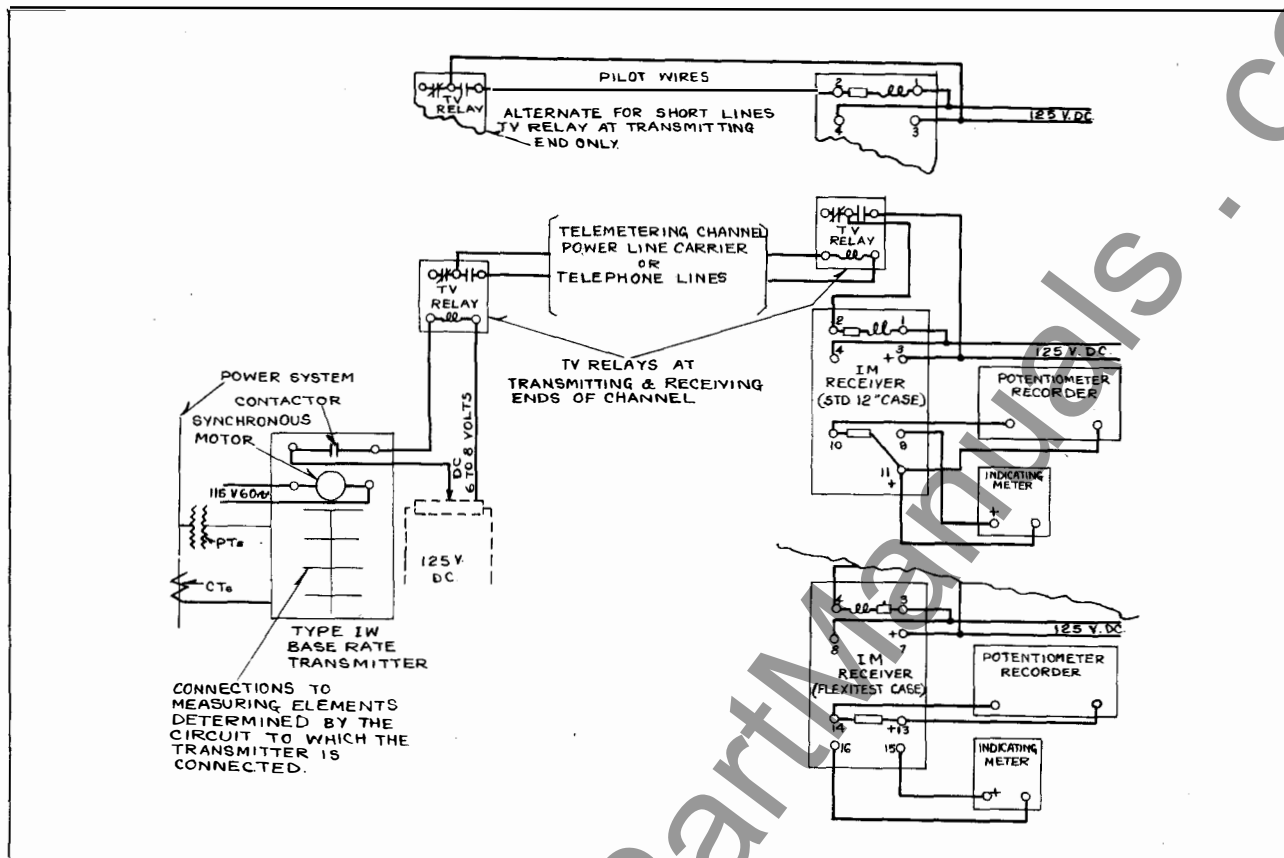 PILOT WIRES
TV
RELAY
ALTERNATE FOR SHORT LINES
TV RELAY AT TRANSMITTING
END ONLY.
2
1
4
3
125 V. DC
TELEMETERING CHANNEL
POWER LINE CARRIER
OR
TELEPHONE LINES
TV
RELAY
TV
RELAY
TV RELAYS AT
TRANSMITTING & RECEIVING
ENDS OF CHANNEL
2
1
4
+ 3
125 V. DC.
IM
RECEIVER
(STD 12" CASE)
10
9
11
+
POTENTIOMETER
RECORDER
INDICATING
METER
+
POWER SYSTEM
CONTACTOR
SYNCHRONOUS
MOTOR
115 V 60~
PTs
CTs
DC
6 TO 8 VOLTS
125 V.
DC.
TYPE IW
BASE RATE
TRANSMITTER
CONNECTIONS TO
MEASURING ELEMENTS
DETERMINED BY THE
CIRCUIT TO WHICH THE
TRANSMITTER IS
CONNECTED.
4
5
8
+ 7
125 V. DC.
IM
RECEIVER
(FLEXITEST CASE)
14
+13
16
15
POTENTIOMETER
RECORDER
INDICATING
METER
+